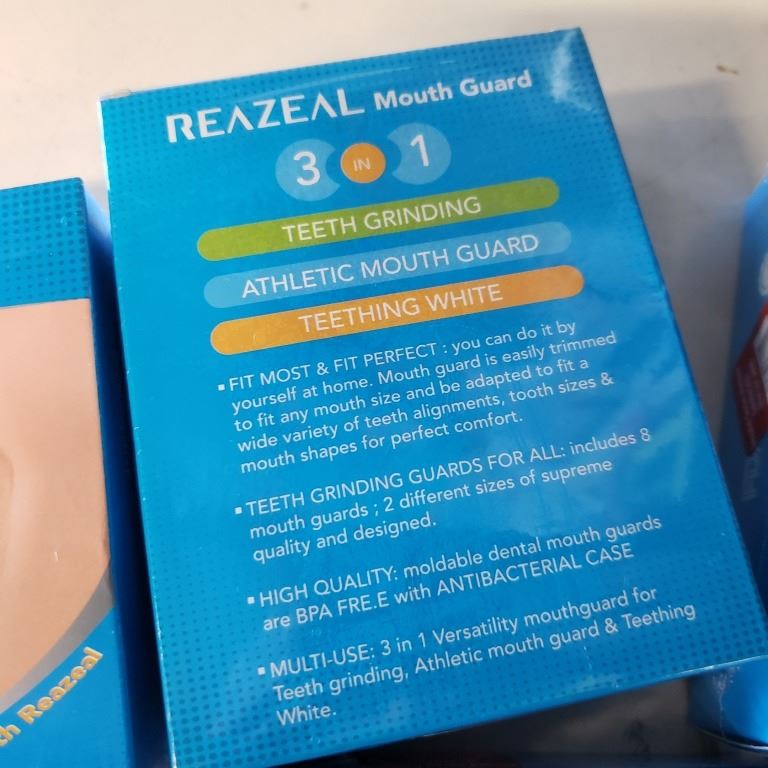 REAZEAL Mouth Guard
3 IN 1
TEETH GRINDING
ATHLETIC MOUTH GUARD
TEETHING WHITE
▪ FIT MOST & FIT PERFECT : you can do it by
yourself at home. Mouth guard is easily trimmed
to fit any mouth size and be adapted to fit a
wide variety of teeth alignments, tooth sizes &
mouth shapes for perfect comfort.
▪ TEETH GRINDING GUARDS FOR ALL: includes 8
mouth guards ; 2 different sizes of supreme
quality and designed.
▪ HIGH QUALITY: moldable dental mouth guards
are BPA FRE.E with ANTIBACTERIAL CASE
▪ MULTI-USE: 3 in 1 Versatility mouthguard for
Teeth grinding, Athletic mouth guard & Teething
White.
th Reazeal